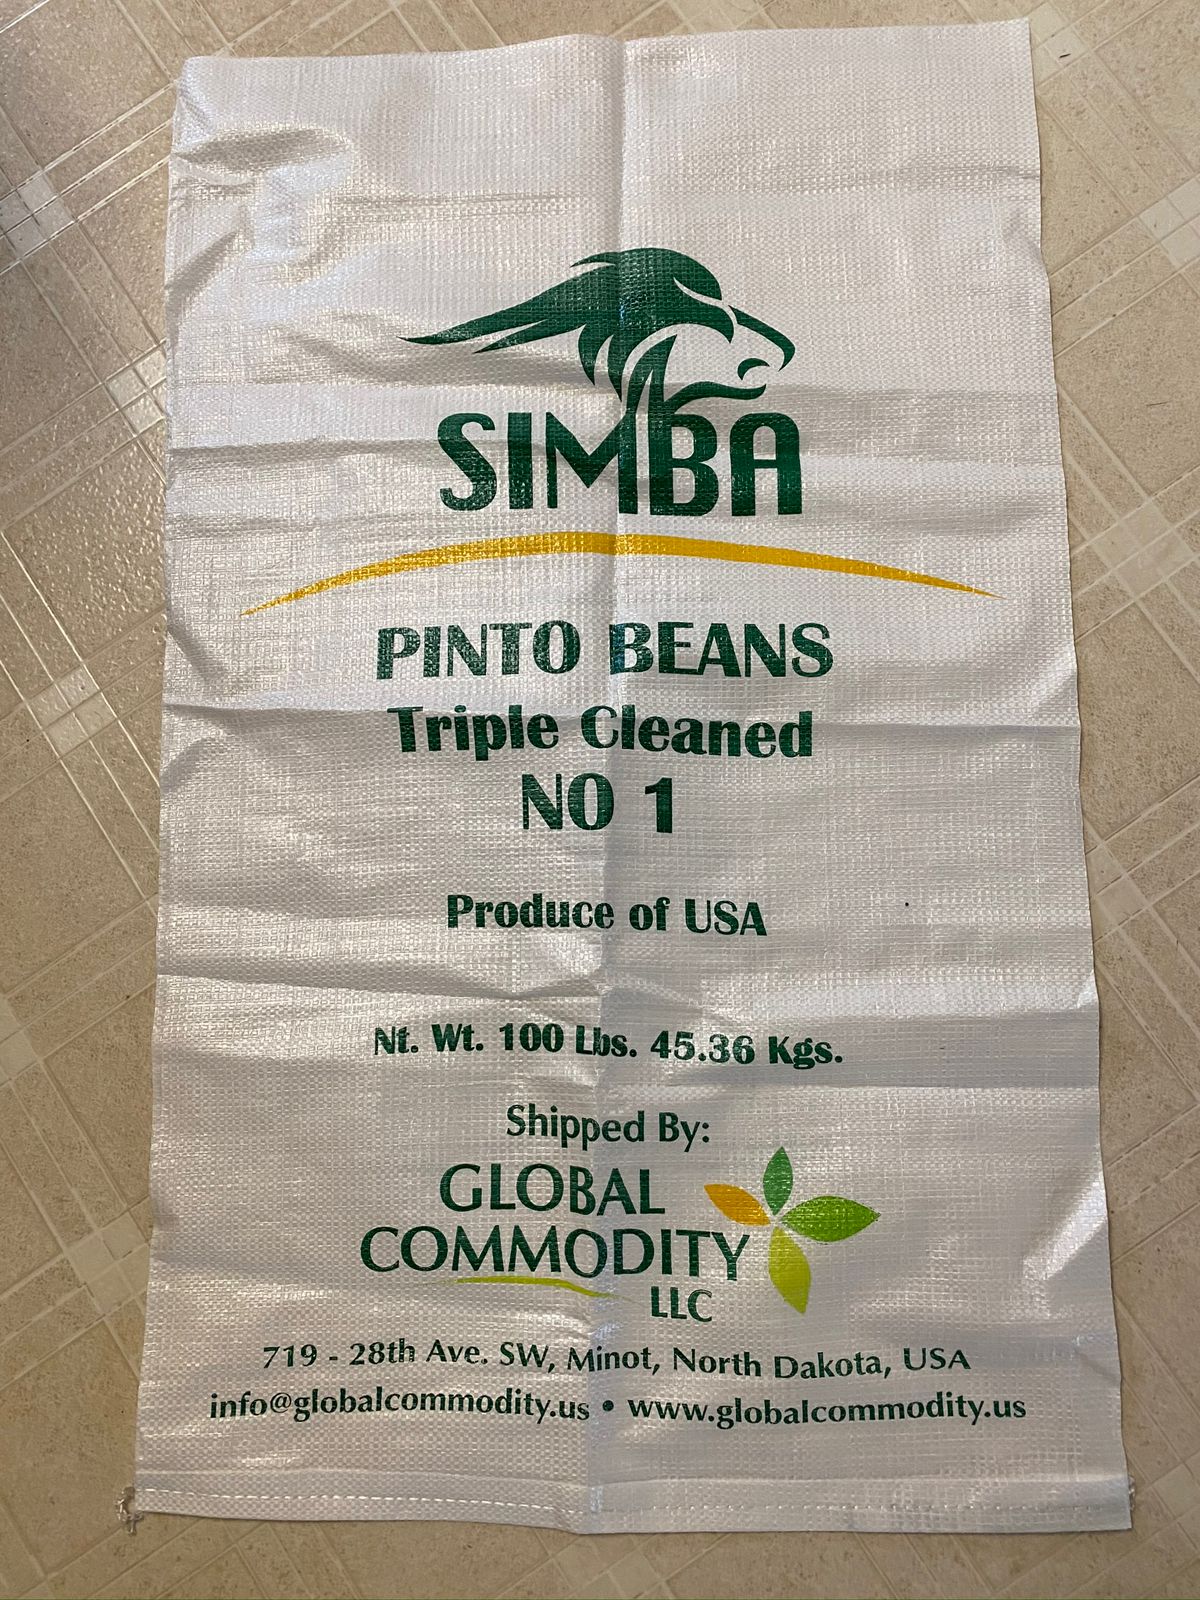 SIMBA
PINTO BEANS
Triple Cleaned
NO 1
Produce of USA
Nt. Wt. 100 Lbs. 45.36 Kgs.
Shipped By:
GLOBAL
COMMODITY
LLC
719 - 28th Ave. SW, Minot, North Dakota, USA
info@globalcommodity.us • www.globalcommodity.us